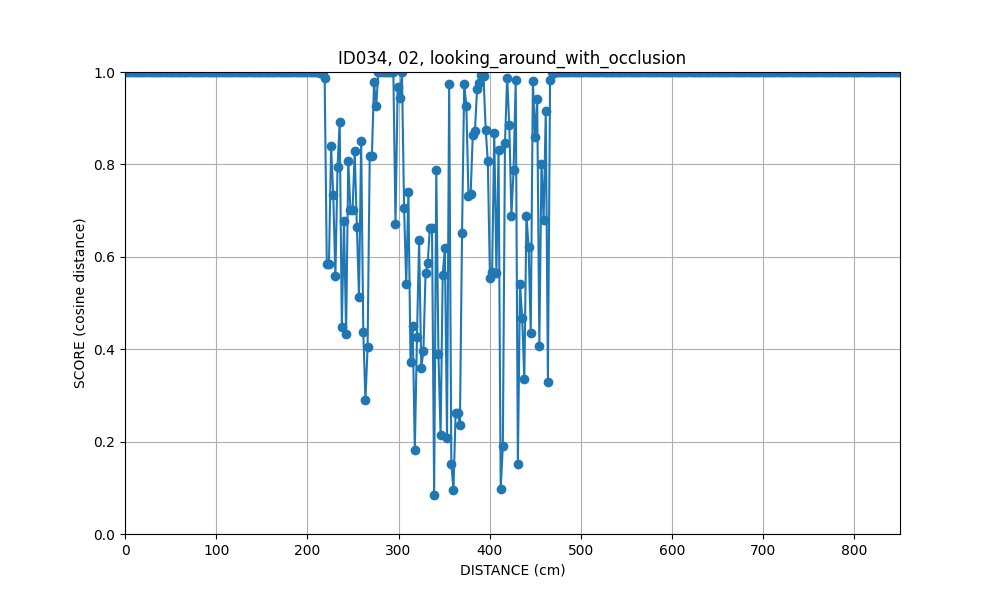 ID034, 02, looking_around_with_occlusion
1.0
0.8
0.6
0.4
0.2
0.0
SCORE (cosine distance)
0 100 200 300 400 500 600 700 800
DISTANCE (cm)